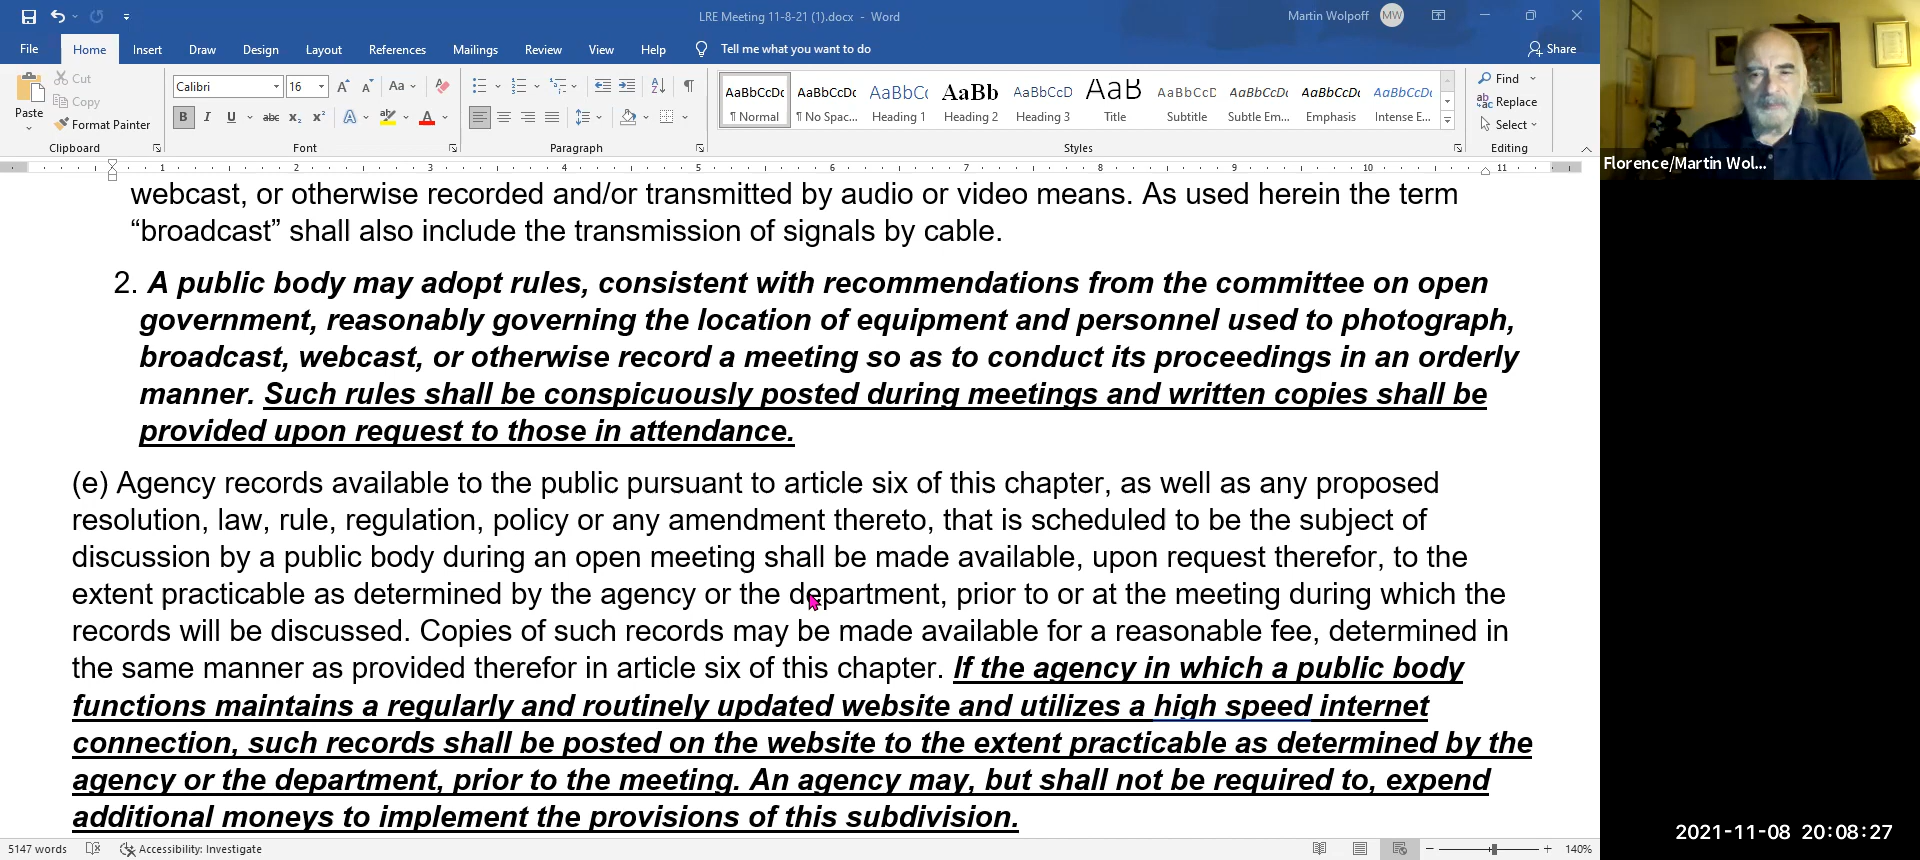 LRE Meeting 11-8-21 (1).docx - Word
Martin Wolpoff MW
File Home Insert Draw Design Layout References Mailings Review View Help Tell me what you want to do Share
Paste
Cut
Copy
Format Painter
Calibri 16
AaBbCcDc AaBbCcDc AaBbCc AaBb AaBbCcD AaB AaBbCcD AaBbCcDc AaBbCcDc AaBbCcDc
¶ Normal ¶ No Spac... Heading 1 Heading 2 Heading 3 Title Subtitle Subtle Em... Emphasis Intense E...
Find
Replace
Select
Clipboard Font Paragraph Styles Editing
1 2 3 4 5 6 7 8 9 10 11
webcast, or otherwise recorded and/or transmitted by audio or video means. As used herein the term
“broadcast” shall also include the transmission of signals by cable.
2. A public body may adopt rules, consistent with recommendations from the committee on open
government, reasonably governing the location of equipment and personnel used to photograph,
broadcast, webcast, or otherwise record a meeting so as to conduct its proceedings in an orderly
manner. Such rules shall be conspicuously posted during meetings and written copies shall be
provided upon request to those in attendance.
(e) Agency records available to the public pursuant to article six of this chapter, as well as any proposed
resolution, law, rule, regulation, policy or any amendment thereto, that is scheduled to be the subject of
discussion by a public body during an open meeting shall be made available, upon request therefor, to the
extent practicable as determined by the agency or the department, prior to or at the meeting during which the
records will be discussed. Copies of such records may be made available for a reasonable fee, determined in
the same manner as provided therefor in article six of this chapter. If the agency in which a public body
functions maintains a regularly and routinely updated website and utilizes a high speed internet
connection, such records shall be posted on the website to the extent practicable as determined by the
agency or the department, prior to the meeting. An agency may, but shall not be required to, expend
additional moneys to implement the provisions of this subdivision.
5147 words Accessibility: Investigate 140%
Florence/Martin Wol...
2021-11-08 20:08:27